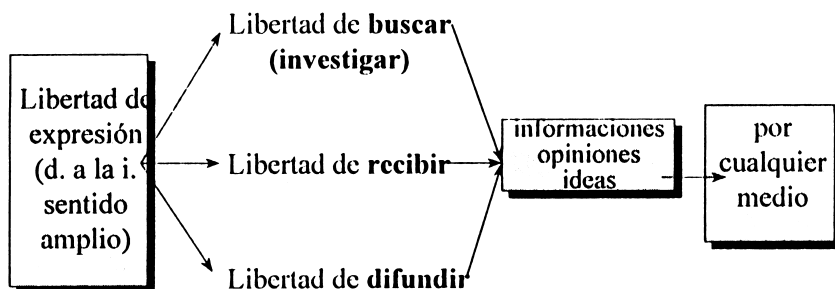 Libertad de
expresión
(d. a la i.
sentido
amplio)
Libertad de buscar
(investigar)
Libertad de recibir
Libertad de difundir
informaciones
opiniones
ideas
por
cualquier
medio